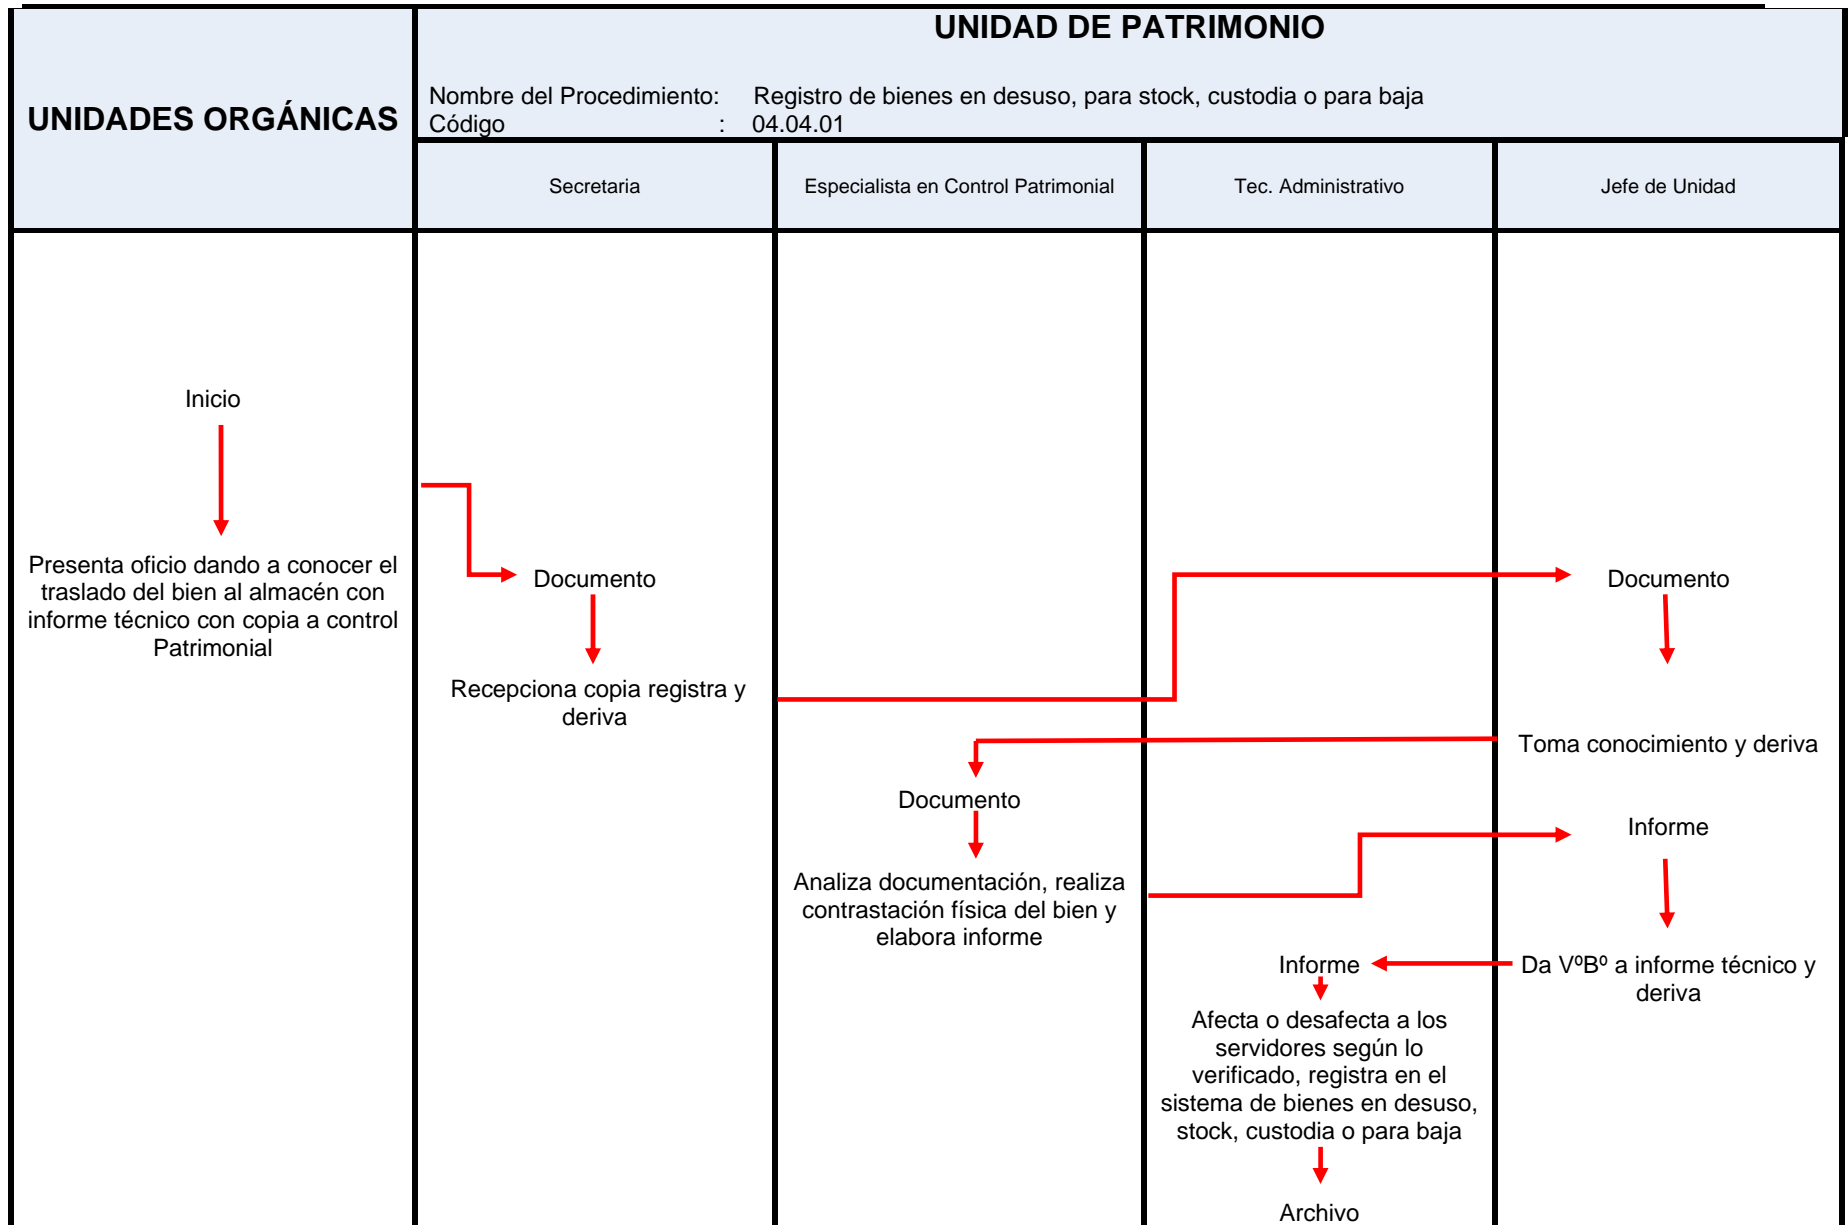 UNIDAD DE PATRIMONIO
UNIDADES ORGÁNICAS
Nombre del Procedimiento: Registro de bienes en desuso, para stock, custodia o para baja
Código : 04.04.01
Secretaria
Especialista en Control Patrimonial
Tec. Administrativo
Jefe de Unidad
Inicio
Presenta oficio dando a conocer el
traslado del bien al almacén con
informe técnico con copia a control
Patrimonial
Documento
Recepciona copia registra y
deriva
Documento
Toma conocimiento y deriva
Documento
Analiza documentación, realiza
contrastación física del bien y
elabora informe
Informe
Da VºBº a informe técnico y
deriva
Informe
Afecta o desafecta a los
servidores según lo
verificado, registra en el
sistema de bienes en desuso,
stock, custodia o para baja
Archivo